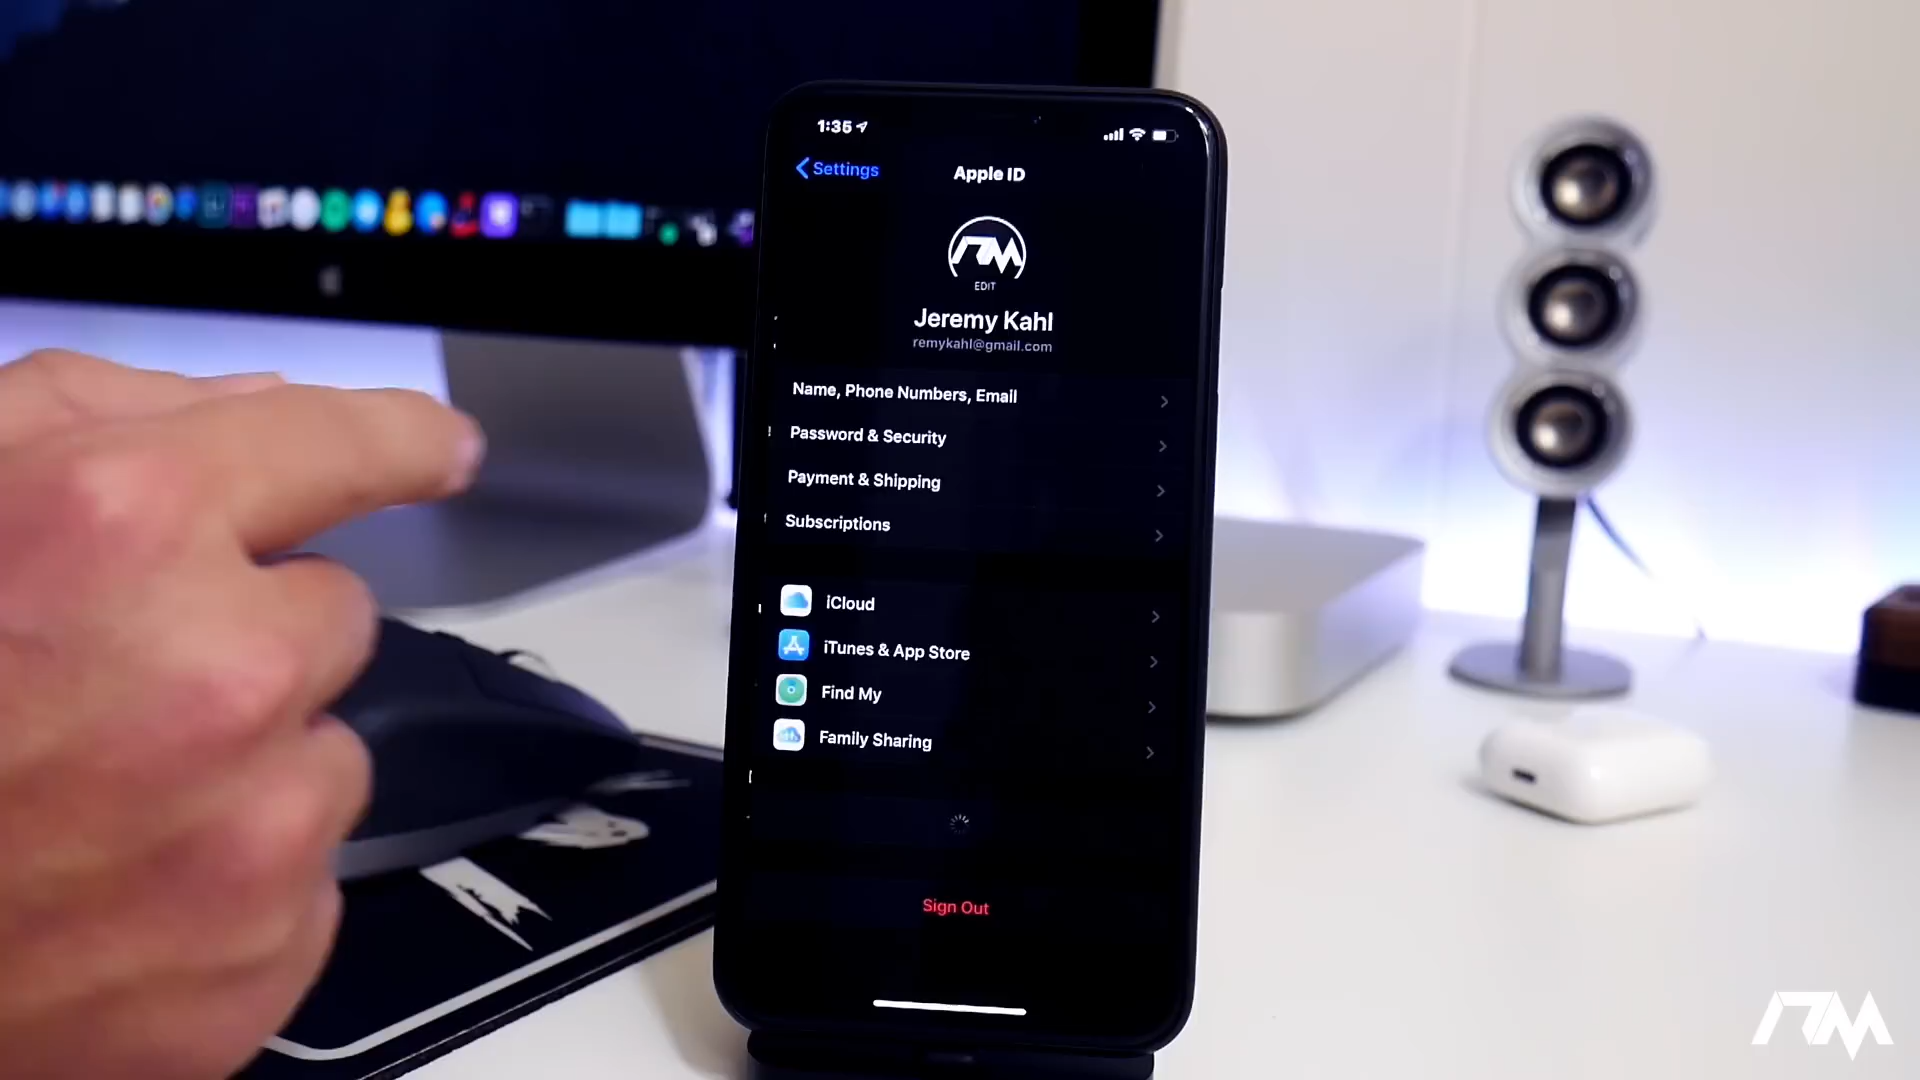 1:35
Settings
Apple ID
EDIT
Jeremy Kahl
remykahl@gmail.com
Name, Phone Numbers, Email
Password & Security
Payment & Shipping
Subscriptions
iCloud
iTunes & App Store
Find My
Family Sharing
Sign Out